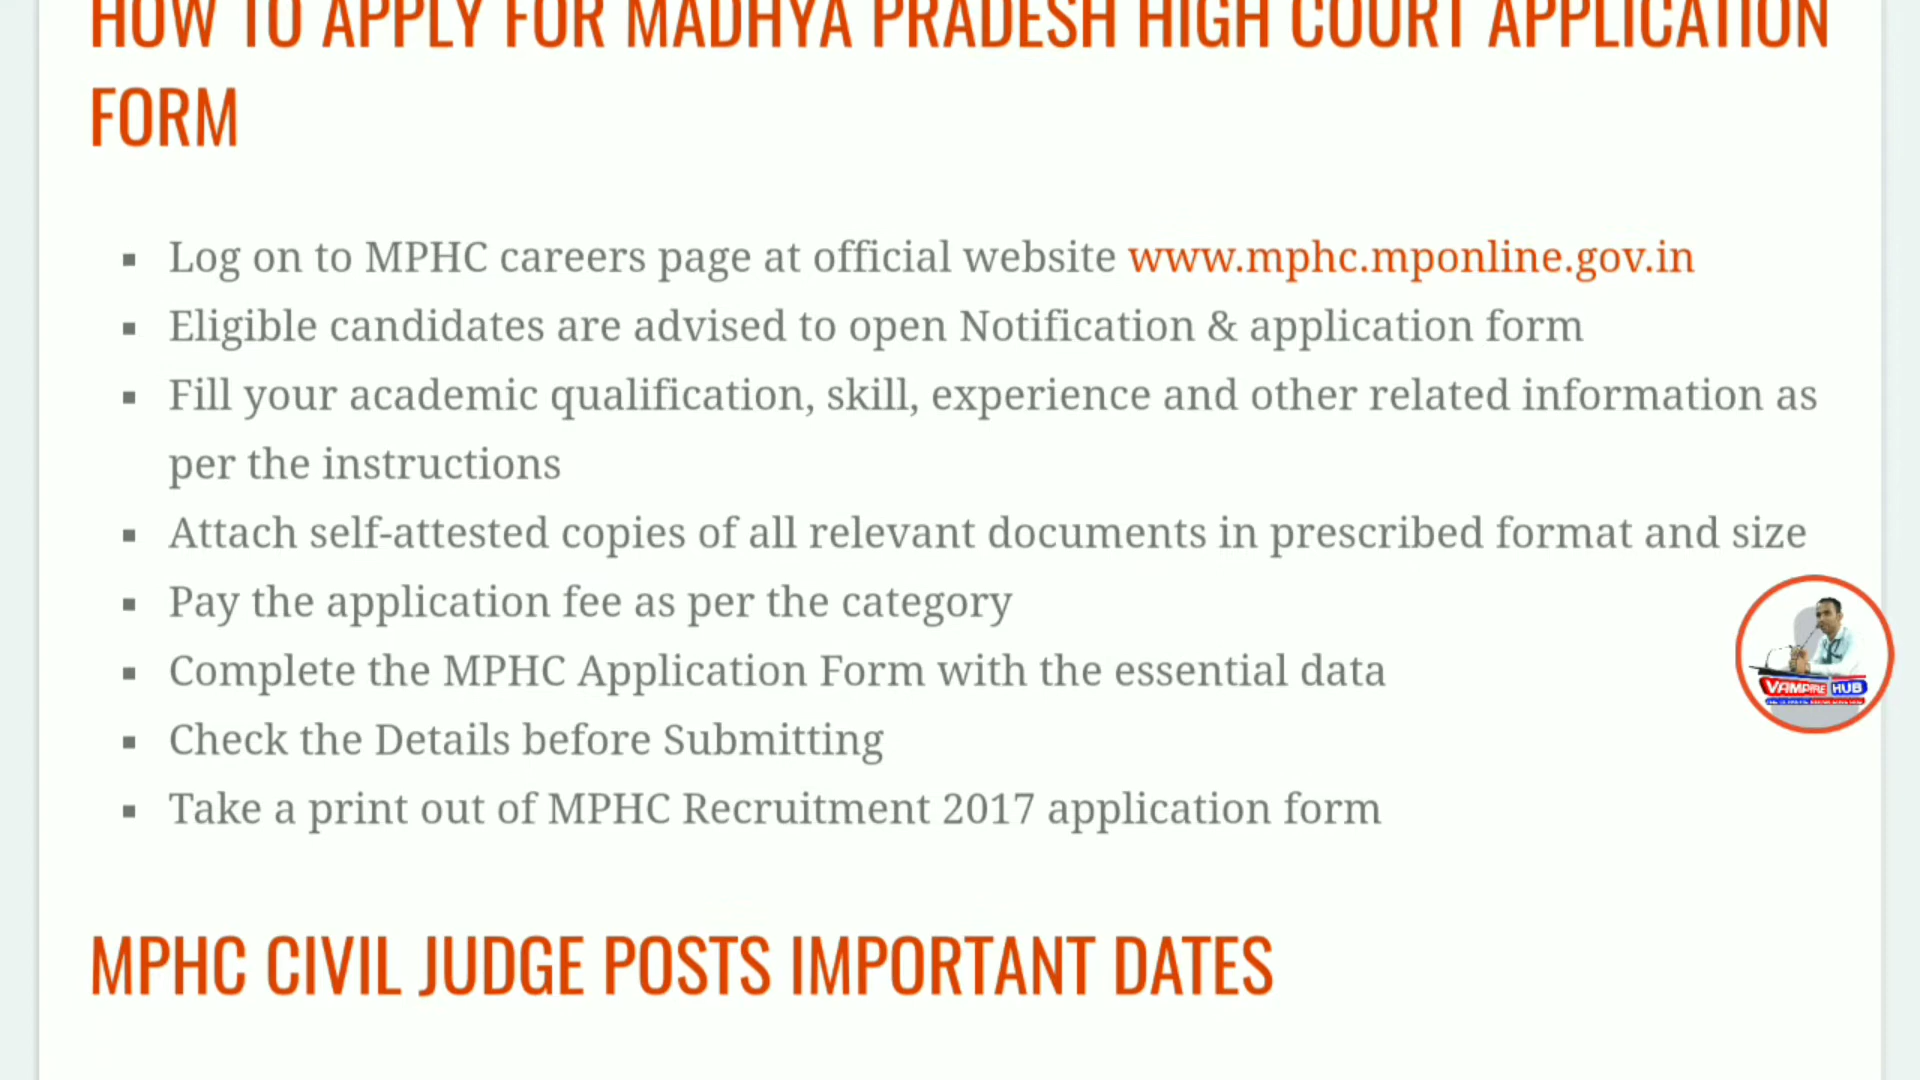 HOW TO APPLY FOR MADHYA PRADESH HIGH COURT APPLICATION
FORM
Log on to MPHC careers page at official website www.mphc.mponline.gov.in
Eligible candidates are advised to open Notification & application form
Fill your academic qualification, skill, experience and other related information as
per the instructions
Attach self-attested copies of all relevant documents in prescribed format and size
Pay the application fee as per the category
Complete the MPHC Application Form with the essential data
Check the Details before Submitting
Take a print out of MPHC Recruitment 2017 application form
VAMPIRE HUB
MPHC CIVIL JUDGE POSTS IMPORTANT DATES